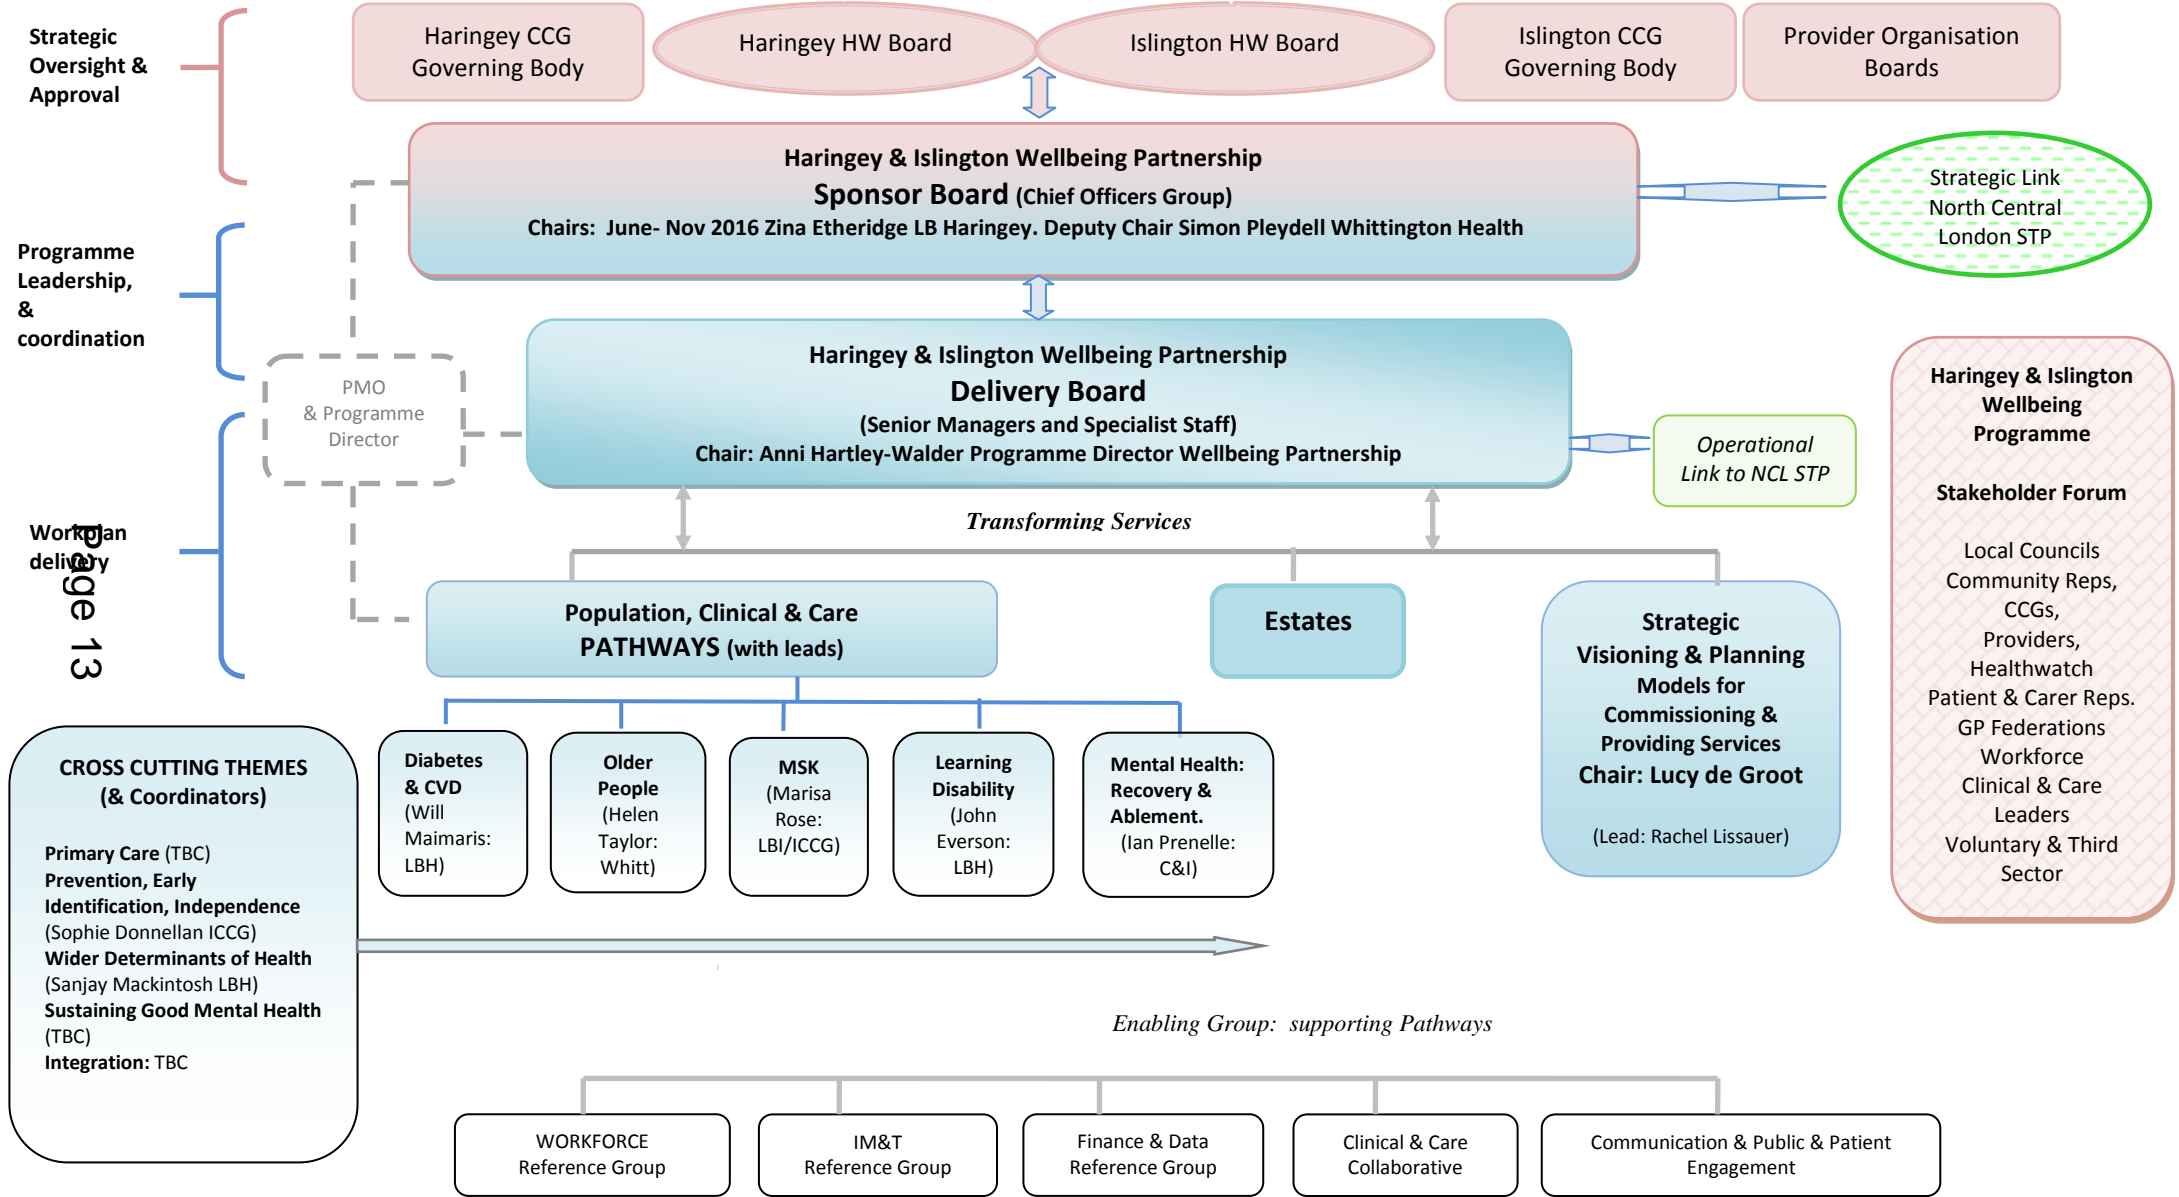 Strategic
Oversight &
Approval
Haringey CCG
Governing Body
Haringey HW Board
Islington HW Board
Islington CCG
Governing Body
Provider Organisation
Boards
Haringey & Islington Wellbeing Partnership
Sponsor Board (Chief Officers Group)
Chairs: June- Nov 2016 Zina Etheridge LB Haringey. Deputy Chair Simon Pleydell Whittington Health
Strategic Link
North Central
London STP
Programme
Leadership,
&
coordination
PMO
& Programme
Director
Haringey & Islington Wellbeing Partnership
Delivery Board
(Senior Managers and Specialist Staff)
Chair: Anni Hartley-Walder Programme Director Wellbeing Partnership
Operational
Link to NCL STP
Haringey & Islington
Wellbeing
Programme
Stakeholder Forum
Local Councils
Community Reps,
CCGs,
Providers,
Healthwatch
Patient & Carer Reps.
GP Federations
Workforce
Clinical & Care
Leaders
Voluntary & Third
Sector
Workplan
delivery
Page 13
Transforming Services
Population, Clinical & Care
PATHWAYS (with leads)
Estates
Strategic
Visioning & Planning
Models for
Commissioning &
Providing Services
Chair: Lucy de Groot
(Lead: Rachel Lissauer)
Diabetes
& CVD
(Will
Maimaris:
LBH)
Older
People
(Helen
Taylor:
Whitt)
MSK
(Marisa
Rose:
LBI/ICCG)
Learning
Disability
(John
Everson:
LBH)
Mental Health:
Recovery &
Ablement.
(Ian Prenelle:
C&I)
CROSS CUTTING THEMES
(& Coordinators)
Primary Care (TBC)
Prevention, Early
Identification, Independence
(Sophie Donnellan ICCG)
Wider Determinants of Health
(Sanjay Mackintosh LBH)
Sustaining Good Mental Health
(TBC)
Integration: TBC
Enabling Group: supporting Pathways
WORKFORCE
Reference Group
IM&T
Reference Group
Finance & Data
Reference Group
Clinical & Care
Collaborative
Communication & Public & Patient
Engagement